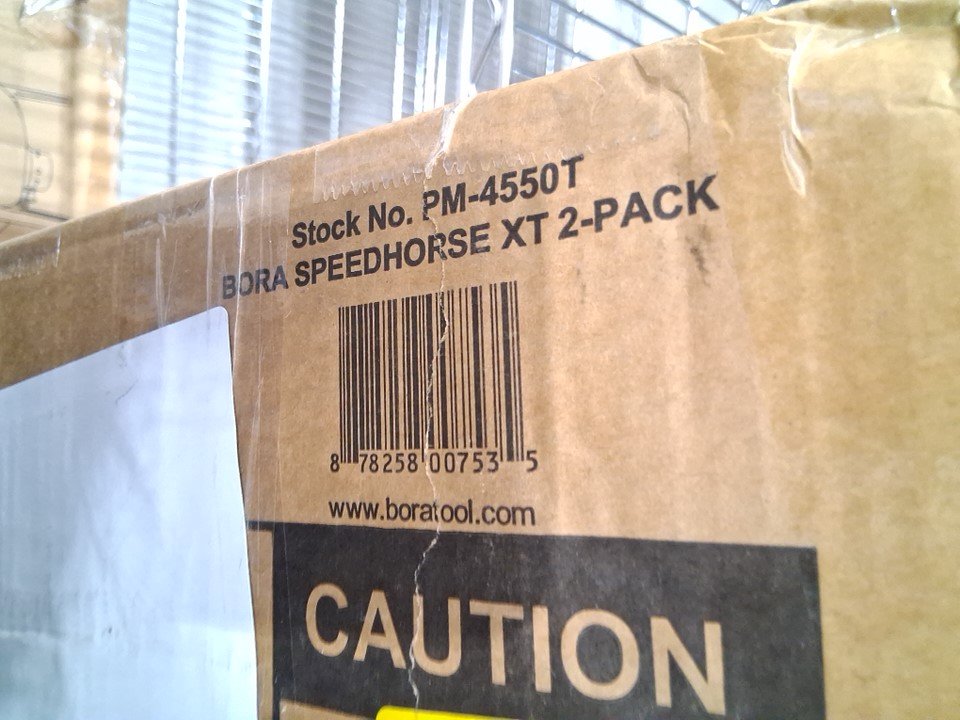 Stock No. PM-4550T
BORA SPEEDHORSE XT 2-PACK
8 78258 00753 5
www.boratool.com
CAUTION